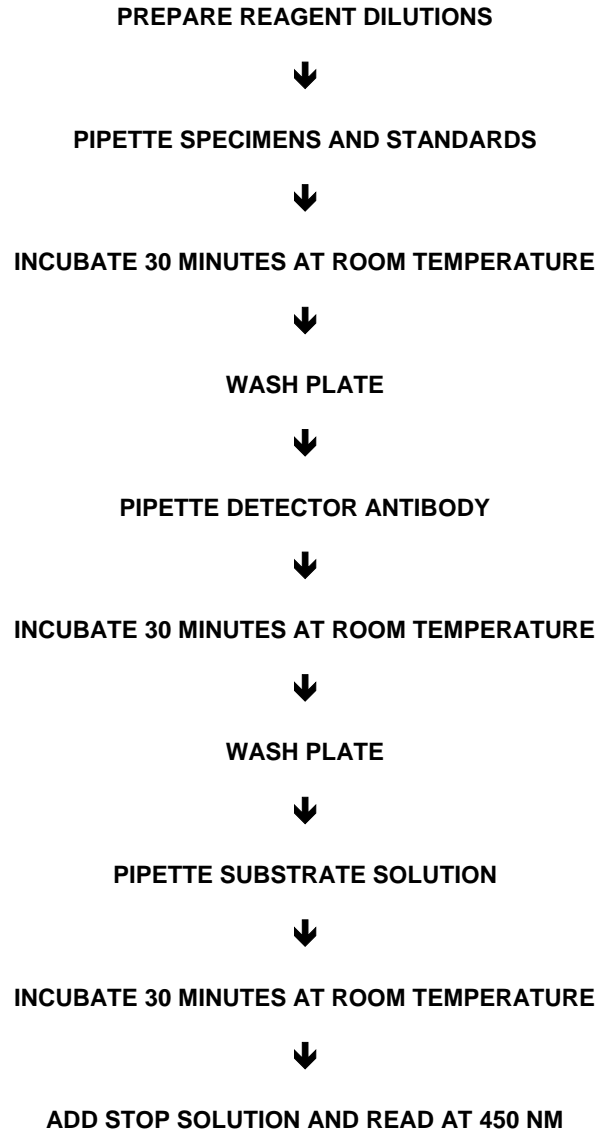 PREPARE REAGENT DILUTIONS
PIPETTE SPECIMENS AND STANDARDS
INCUBATE 30 MINUTES AT ROOM TEMPERATURE
WASH PLATE
PIPETTE DETECTOR ANTIBODY
INCUBATE 30 MINUTES AT ROOM TEMPERATURE
WASH PLATE
PIPETTE SUBSTRATE SOLUTION
INCUBATE 30 MINUTES AT ROOM TEMPERATURE
ADD STOP SOLUTION AND READ AT 450 NM